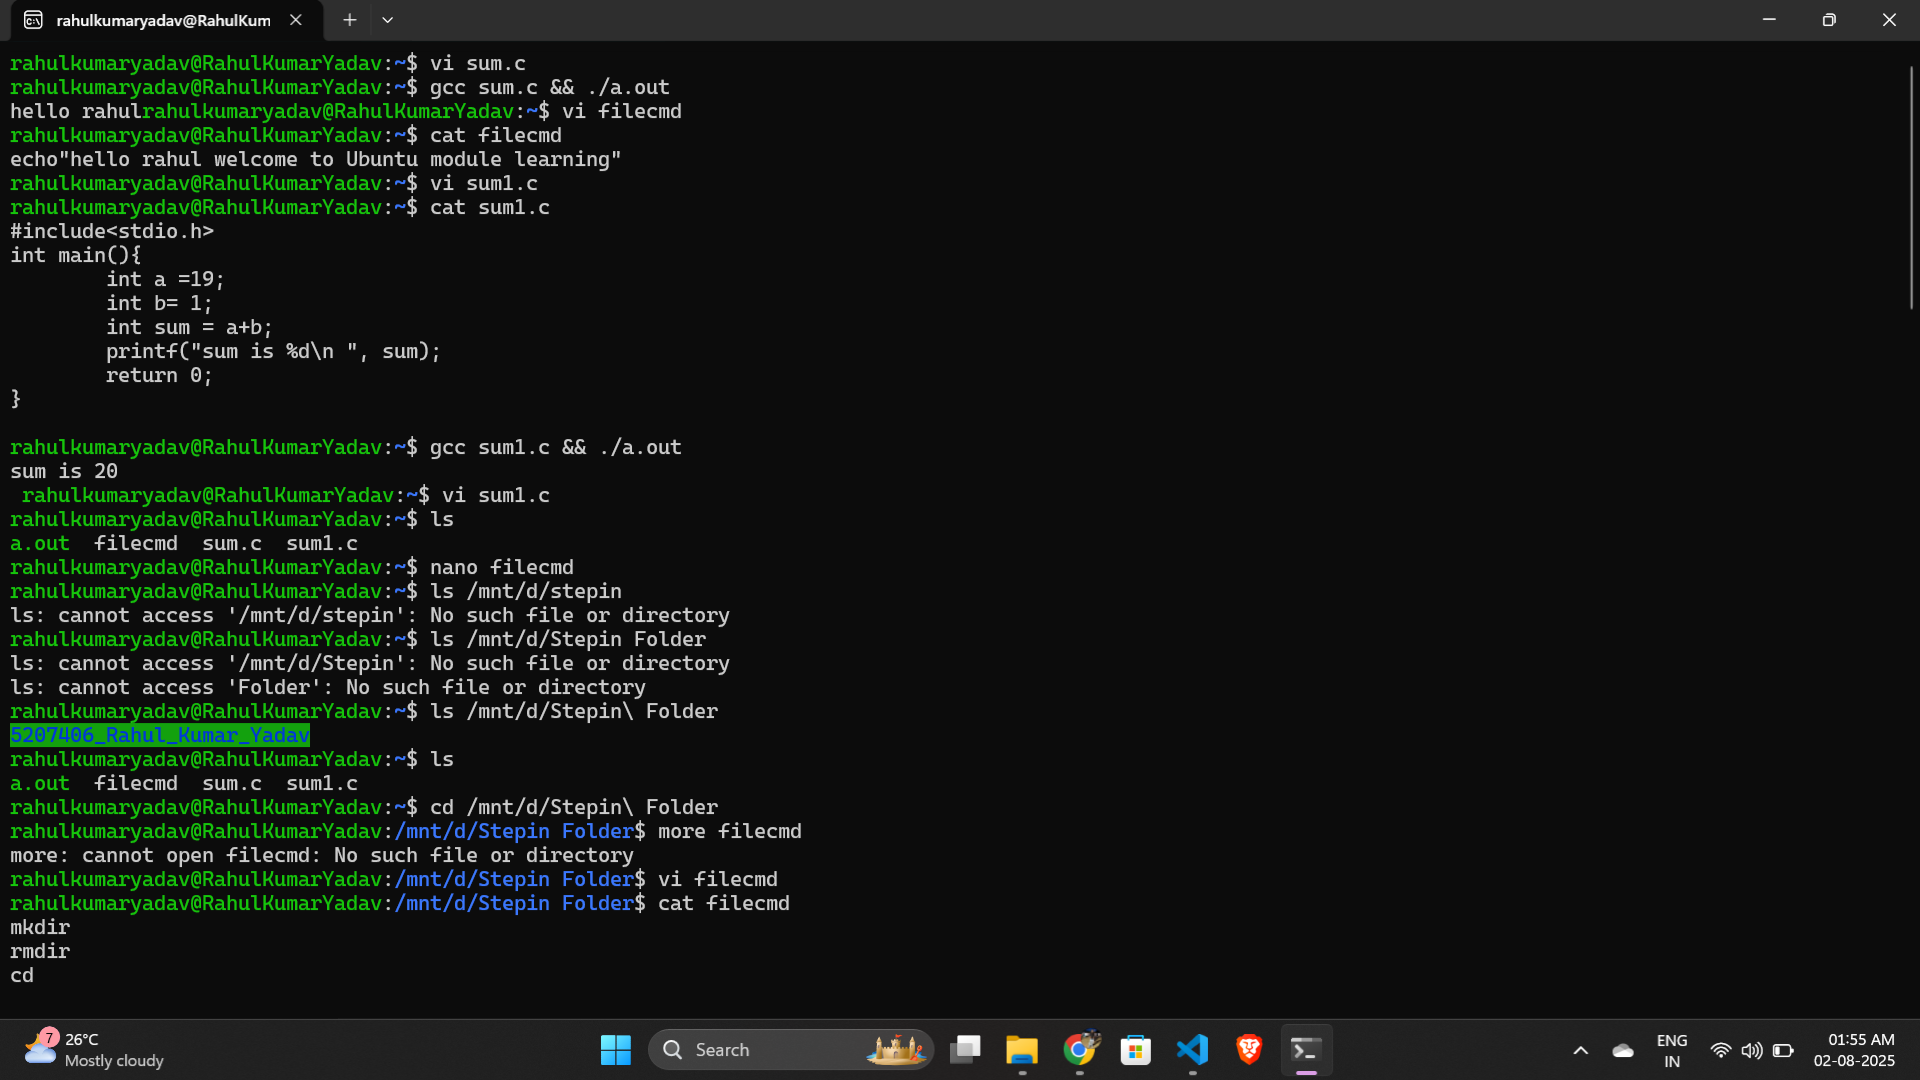 rahulkumaryadav@RahulKum
rahulkumaryadav@RahulKumarYadav:~$ vi sum.c
rahulkumaryadav@RahulKumarYadav:~$ gcc sum.c && ./a.out
hello rahulrahulkumaryadav@RahulKumarYadav:~$ vi filecmd
rahulkumaryadav@RahulKumarYadav:~$ cat filecmd
echo"hello rahul welcome to Ubuntu module learning"
rahulkumaryadav@RahulKumarYadav:~$ vi sum1.c
rahulkumaryadav@RahulKumarYadav:~$ cat sum1.c
#include<stdio.h>
int main(){
        int a =19;
        int b= 1;
        int sum = a+b;
        printf("sum is %d\n ", sum);
        return 0;
}
rahulkumaryadav@RahulKumarYadav:~$ gcc sum1.c && ./a.out
sum is 20
 rahulkumaryadav@RahulKumarYadav:~$ vi sum1.c
rahulkumaryadav@RahulKumarYadav:~$ ls
a.out  filecmd  sum.c  sum1.c
rahulkumaryadav@RahulKumarYadav:~$ nano filecmd
rahulkumaryadav@RahulKumarYadav:~$ ls /mnt/d/stepin
ls: cannot access '/mnt/d/stepin': No such file or directory
rahulkumaryadav@RahulKumarYadav:~$ ls /mnt/d/Stepin Folder
ls: cannot access '/mnt/d/Stepin': No such file or directory
ls: cannot access 'Folder': No such file or directory
rahulkumaryadav@RahulKumarYadav:~$ ls /mnt/d/Stepin\ Folder
5207406_Rahul_Kumar_Yadav
rahulkumaryadav@RahulKumarYadav:~$ ls
a.out  filecmd  sum.c  sum1.c
rahulkumaryadav@RahulKumarYadav:~$ cd /mnt/d/Stepin\ Folder
rahulkumaryadav@RahulKumarYadav:/mnt/d/Stepin Folder$ more filecmd
more: cannot open filecmd: No such file or directory
rahulkumaryadav@RahulKumarYadav:/mnt/d/Stepin Folder$ vi filecmd
rahulkumaryadav@RahulKumarYadav:/mnt/d/Stepin Folder$ cat filecmd
mkdir
rmdir
cd
7
26°C
Mostly cloudy
Search
ENG
IN
01:55 AM
02-08-2025